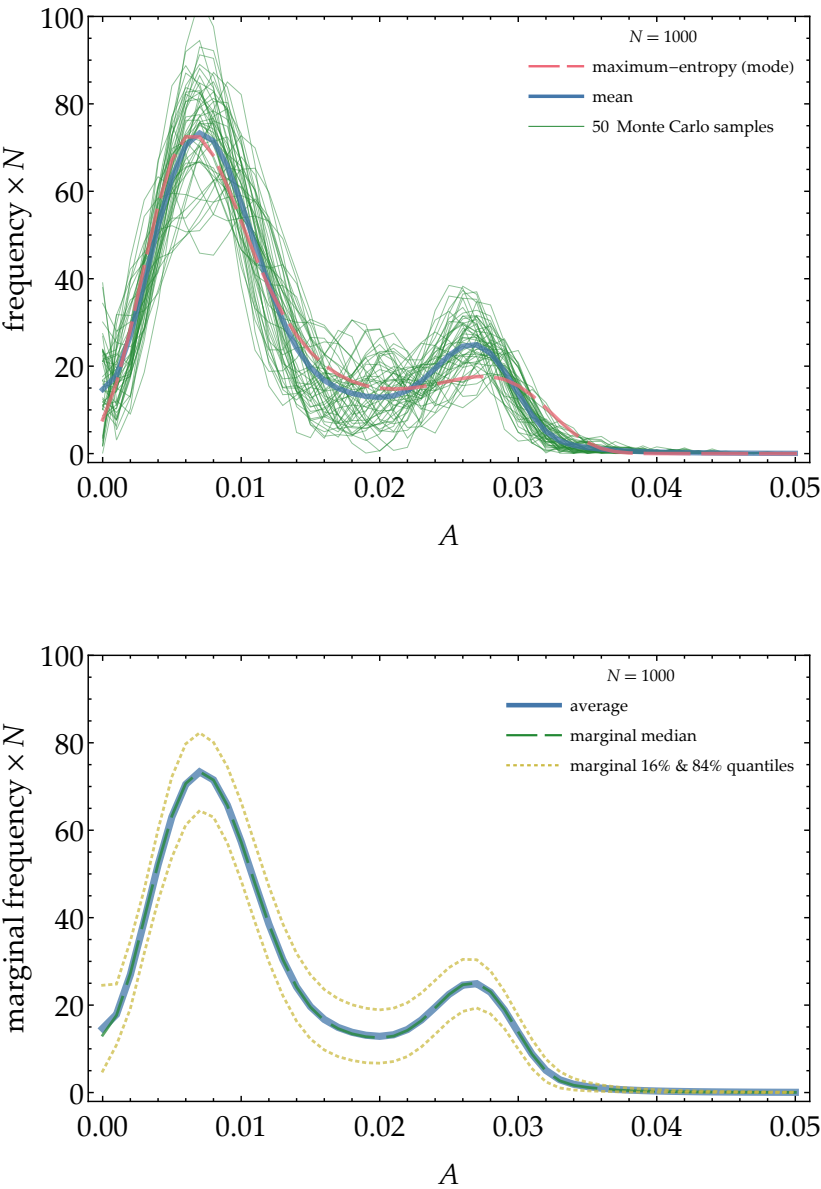 100
80
60
40
20
0
frequency × N
N = 1000
maximum−entropy (mode)
mean
50 Monte Carlo samples
0.00 0.01 0.02 0.03 0.04 0.05
A
100
80
60
40
20
0
marginal frequency × N
N = 1000
average
marginal median
marginal 16% & 84% quantiles
0.00 0.01 0.02 0.03 0.04 0.05
A